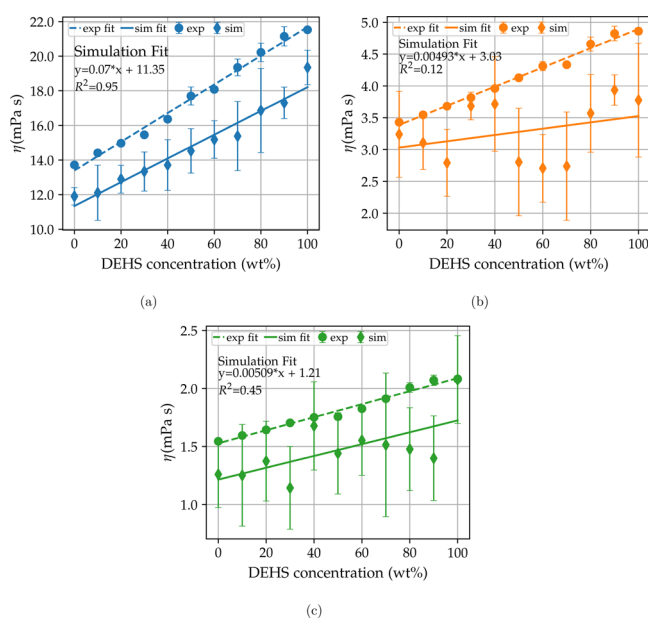 exp fit sim fit exp sim
Simulation Fit
y=0.07*x + 11.35
R²=0.95
η(mPa s)
22.0
20.0
18.0
16.0
14.0
12.0
10.0
0 20 40 60 80 100
DEHS concentration (wt%)
(a)
exp fit sim fit exp sim
Simulation Fit
y=0.00493*x + 3.03
R²=0.12
η(mPa s)
5.0
4.5
4.0
3.5
3.0
2.5
2.0
0 20 40 60 80 100
DEHS concentration (wt%)
(b)
exp fit sim fit exp sim
Simulation Fit
y=0.00509*x + 1.21
R²=0.45
η(mPa s)
2.5
2.0
1.5
1.0
0 20 40 60 80 100
DEHS concentration (wt%)
(c)